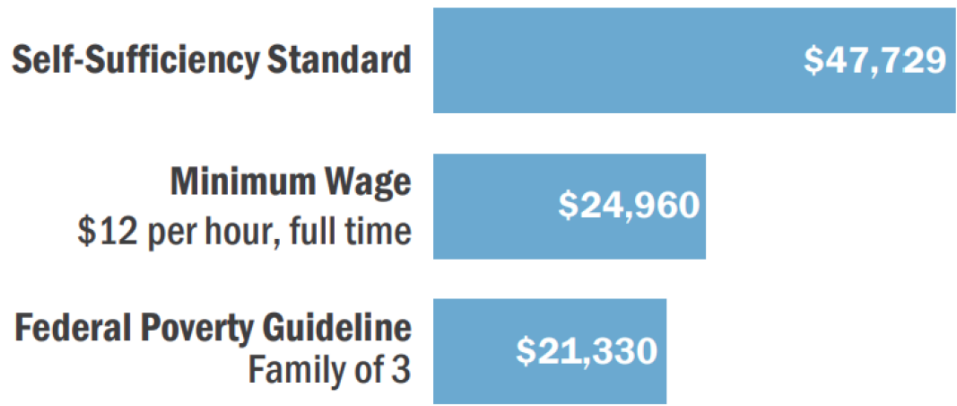 Self-Sufficiency Standard
$47,729
Minimum Wage
$12 per hour, full time
$24,960
Federal Poverty Guideline
Family of 3
$21,330